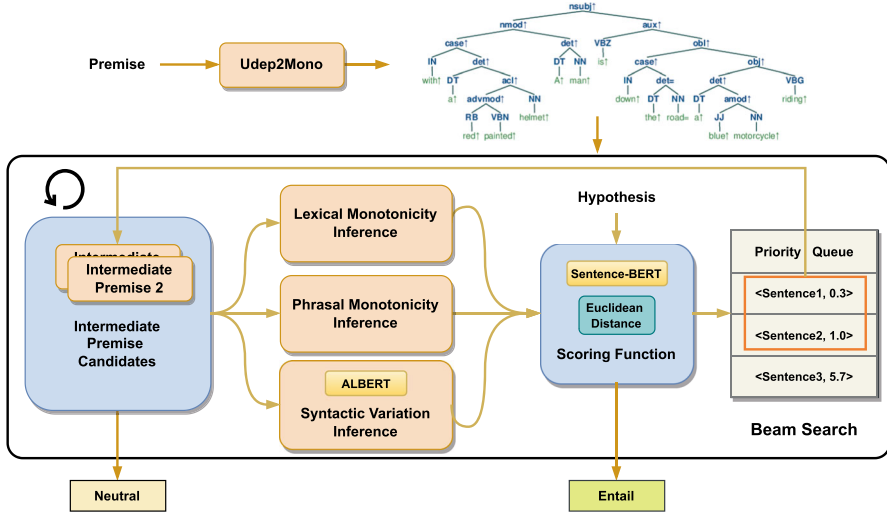 Premise
Udep2Mono
nsubj↑
nmod↑ aux↑
case↑ det↑ VBZ obl↑
IN det↑ DT NN is↑ case↑ obj↑
with↑ DT acl↑ A↑ man↑ IN det= det↑ VBG
a↑ advmod↑ NN down↑ DT NN DT amod↑ riding↑
RB VBN helmet↑ the↑ road= a↑ JJ NN
red↑ painted↑ blue↑ motorcycle↑
Intermediate
Intermediate
Premise 2
Intermediate
Premise
Candidates
Lexical Monotonicity
Inference
Phrasal Monotonicity
Inference
ALBERT
Syntactic Variation
Inference
Hypothesis
Sentence-BERT
Euclidean
Distance
Scoring Function
Priority Queue
<Sentence1, 0.3>
<Sentence2, 1.0>
<Sentence3, 5.7>
Beam Search
Neutral
Entail